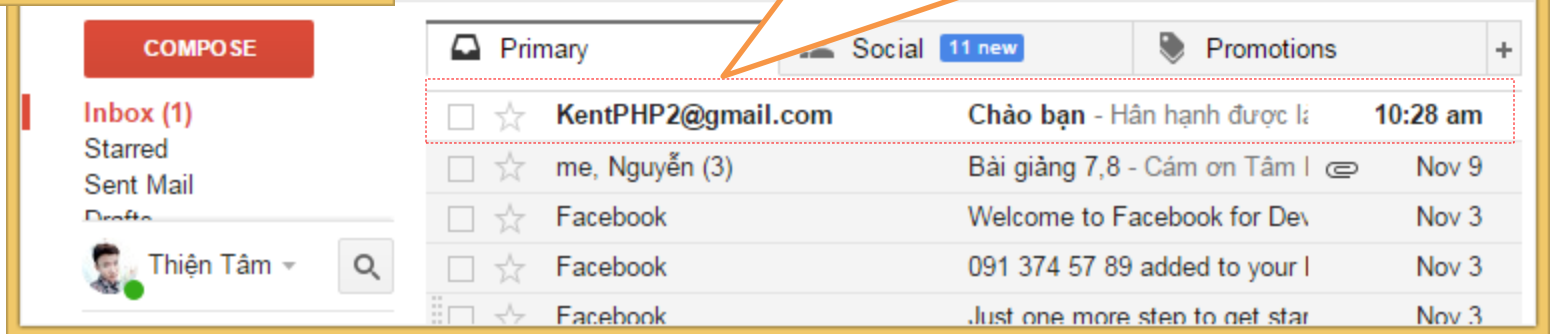 COMPOSE
Primary
Social 11 new
Promotions
+
Inbox (1)
Starred
Sent Mail
Drafts
Thiện Tâm
KentPHP2@gmail.com Chào bạn - Hân hạnh được 10:28 am
me, Nguyễn (3) Bài giảng 7,8 - Cám ơn Tâm Nov 9
Facebook Welcome to Facebook for Dev Nov 3
Facebook 091 374 57 89 added to your Nov 3
Facebook Just one more step to get star Nov 3